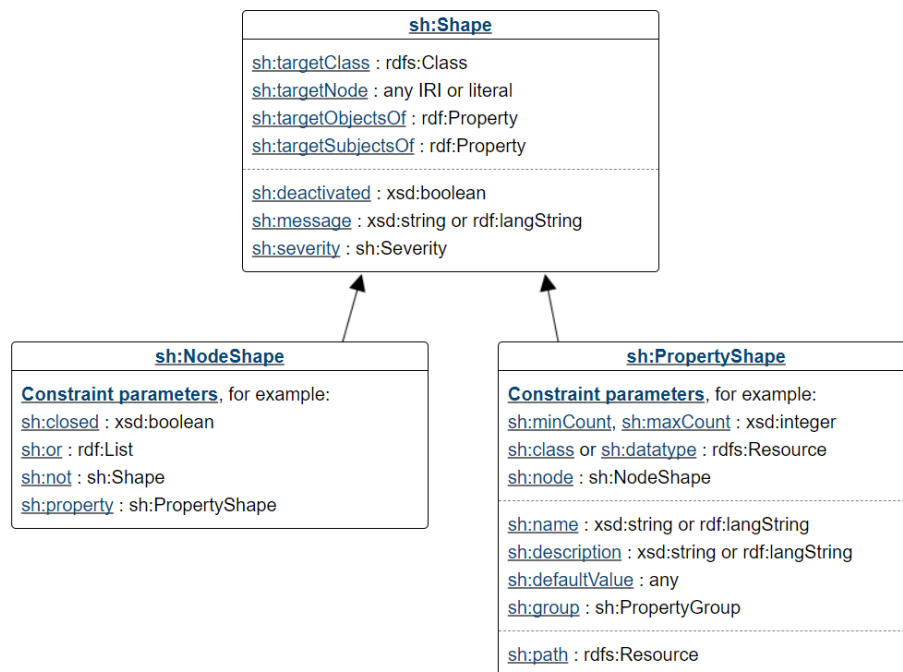 sh:Shape
sh:targetClass : rdfs:Class
sh:targetNode : any IRI or literal
sh:targetObjectsOf : rdf:Property
sh:targetSubjectsOf : rdf:Property
sh:deactivated : xsd:boolean
sh:message : xsd:string or rdf:langString
sh:severity : sh:Severity
sh:NodeShape
Constraint parameters, for example:
sh:closed : xsd:boolean
sh:or : rdf:List
sh:not : sh:Shape
sh:property : sh:PropertyShape
sh:PropertyShape
Constraint parameters, for example:
sh:minCount, sh:maxCount : xsd:integer
sh:class or sh:datatype : rdfs:Resource
sh:node : sh:NodeShape
sh:name : xsd:string or rdf:langString
sh:description : xsd:string or rdf:langString
sh:defaultValue : any
sh:group : sh:PropertyGroup
sh:path : rdfs:Resource